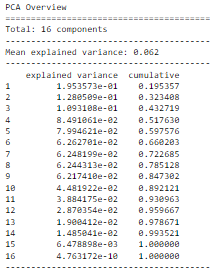 PCA Overview
========================================
Total: 16 components
----------------------------------------
Mean explained variance: 0.062
----------------------------------------
explained variance cumulative
1 1.953573e-01 0.195357
2 1.280509e-01 0.323408
3 1.093108e-01 0.432719
4 8.491061e-02 0.517630
5 7.994621e-02 0.597576
6 6.262701e-02 0.660203
7 6.248199e-02 0.722685
8 6.244313e-02 0.785128
9 6.217410e-02 0.847302
10 4.481922e-02 0.892121
11 3.884175e-02 0.930963
12 2.870354e-02 0.959667
13 1.900412e-02 0.978671
14 1.485041e-02 0.993521
15 6.478898e-03 1.000000
16 4.763172e-10 1.000000
----------------------------------------